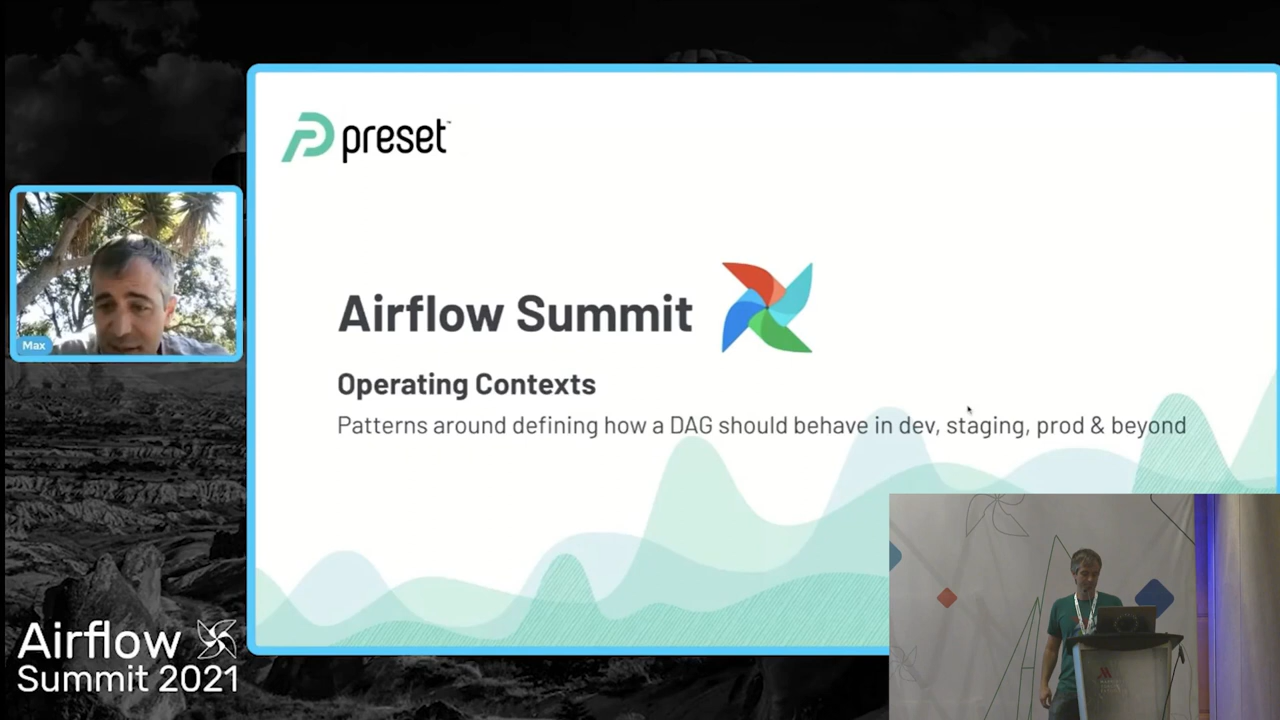 preset™
Airflow Summit
Operating Contexts
Patterns around defining how a DAG should behave in dev, staging, prod & beyond
Max
Airflow
Summit 2021